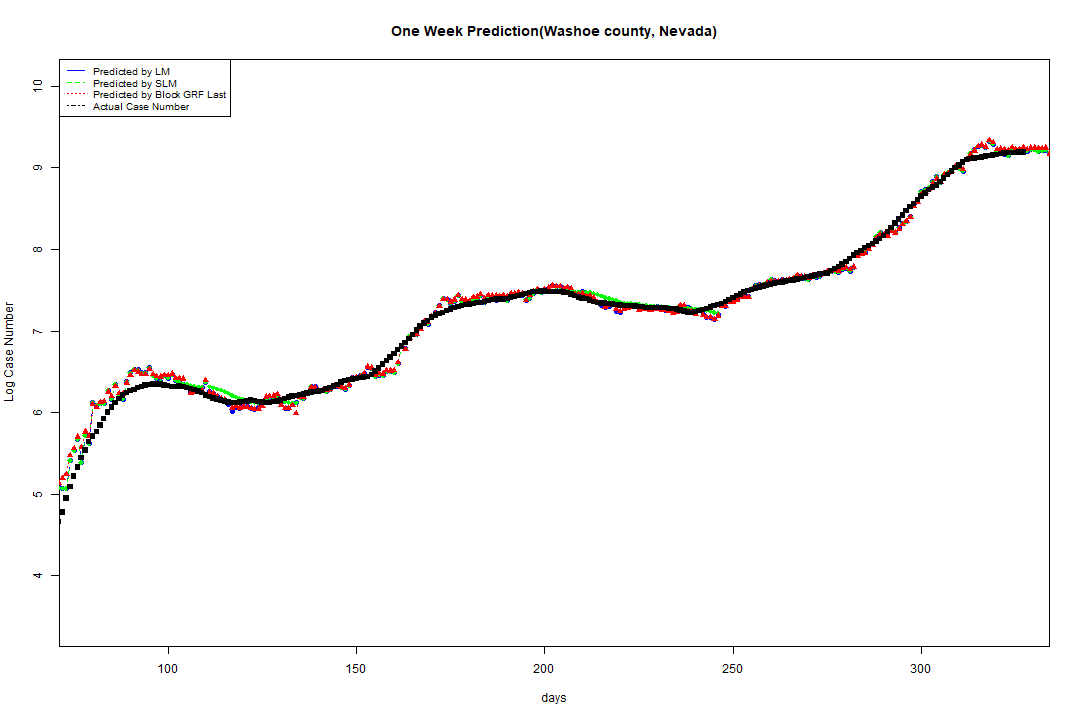 One Week Prediction(Washoe county, Nevada)
Predicted by LM
Predicted by SLM
Predicted by Block GRF Last
Actual Case Number
Log Case Number
10
9
8
7
6
5
4
100 150 200 250 300
days